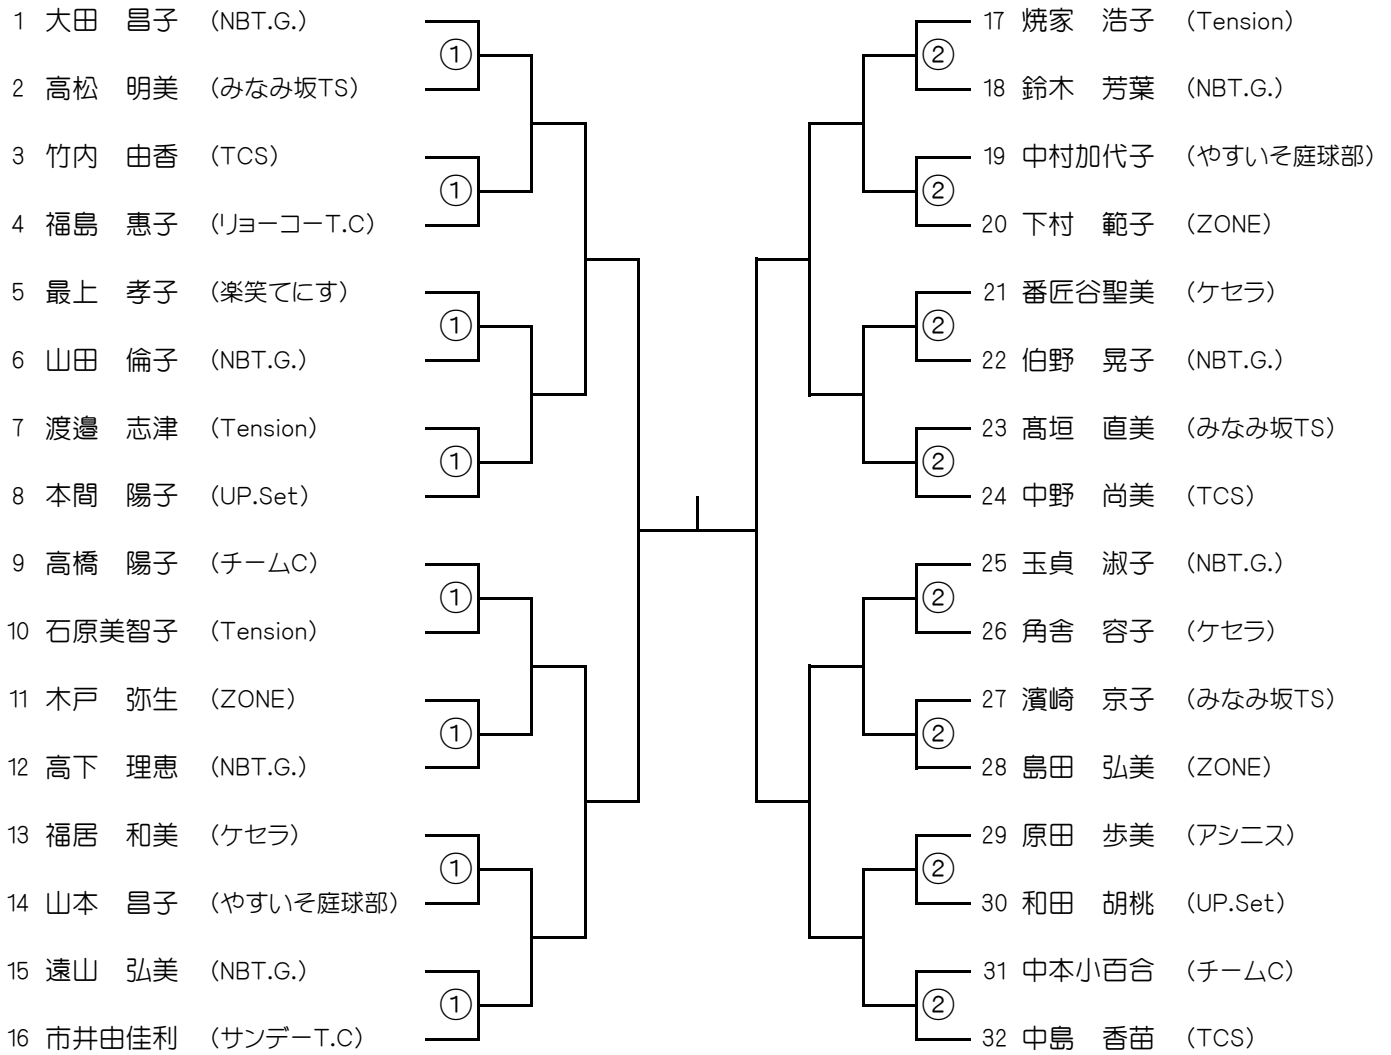 1 大田　昌子 (NBT.G.)
①
2 高松　明美 (みなみ坂TS)
3 竹内　由香 (TCS)
①
4 福島　惠子 (リョーコーT.C)
5 最上　孝子 (楽笑てにす)
①
6 山田　倫子 (NBT.G.)
7 渡邉　志津 (Tension)
①
8 本間　陽子 (UP.Set)
9 高橋　陽子 (チームC)
①
10 石原美智子 (Tension)
11 木戸　弥生 (ZONE)
①
12 高下　理恵 (NBT.G.)
13 福居　和美 (ケセラ)
①
14 山本　昌子 (やすいそ庭球部)
15 遠山　弘美 (NBT.G.)
①
16 市井由佳利 (サンデーT.C)
17 焼家　浩子 (Tension)
②
18 鈴木　芳葉 (NBT.G.)
19 中村加代子 (やすいそ庭球部)
②
20 下村　範子 (ZONE)
21 番匠谷聖美 (ケセラ)
②
22 伯野　晃子 (NBT.G.)
23 髙垣　直美 (みなみ坂TS)
②
24 中野　尚美 (TCS)
25 玉貞　淑子 (NBT.G.)
②
26 角舎　容子 (ケセラ)
27 濱崎　京子 (みなみ坂TS)
②
28 島田　弘美 (ZONE)
29 原田　歩美 (アシニス)
②
30 和田　胡桃 (UP.Set)
31 中本小百合 (チームC)
②
32 中島　香苗 (TCS)